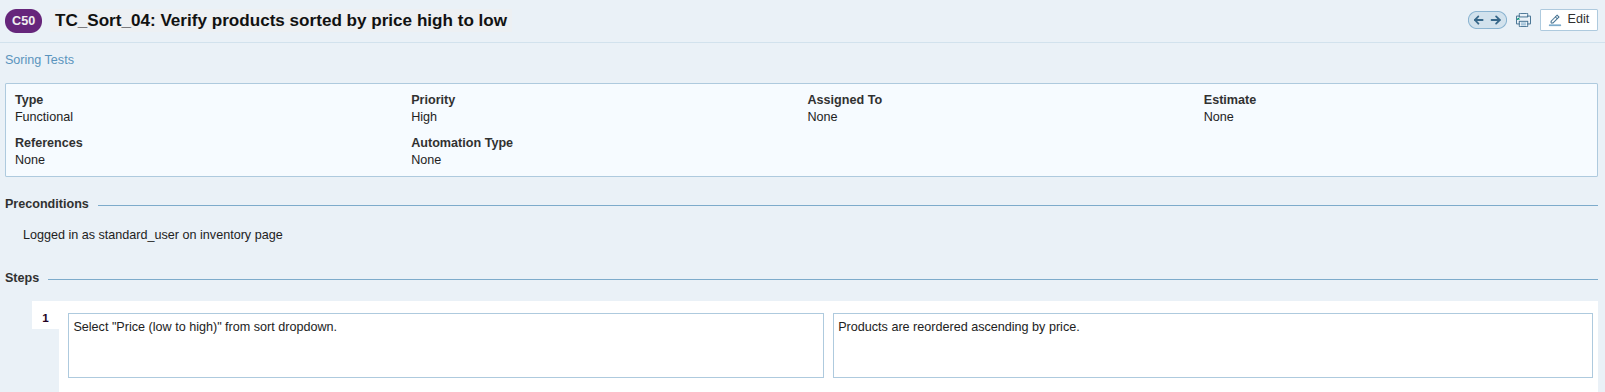 C50 TC_Sort_04: Verify products sorted by price high to low
Edit
Soring Tests
Type Priority Assigned To Estimate
Functional High None None
References Automation Type
None None
Preconditions
Logged in as standard_user on inventory page
Steps
1 Select "Price (low to high)" from sort dropdown. Products are reordered ascending by price.